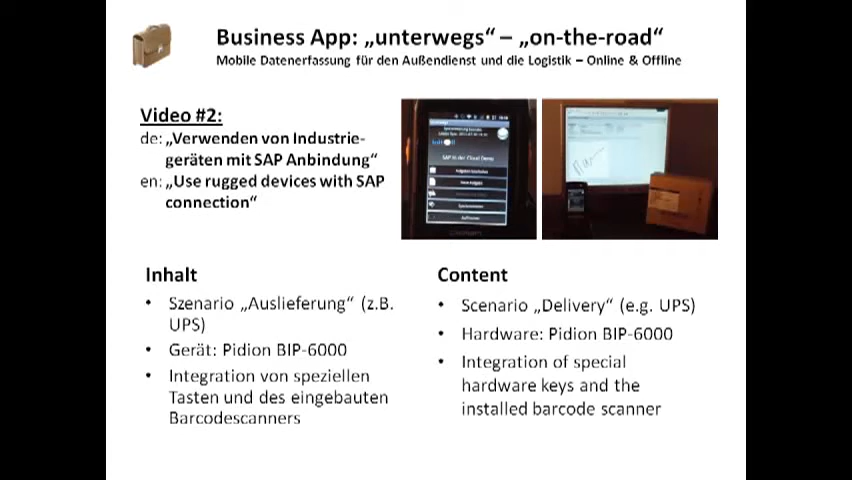 Business App: „unterwegs“ – „on-the-road“
Mobile Datenerfassung für den Außendienst und die Logistik – Online & Offline
Video #2:
de: „Verwenden von Industrie-
geräten mit SAP Anbindung“
en: „Use rugged devices with SAP
connection“
SAP in der Cloud Demo
Inhalt
• Szenario „Auslieferung“ (z.B.
UPS)
• Gerät: Pidion BIP-6000
• Integration von speziellen
Tasten und des eingebauten
Barcodescanners
Content
• Scenario „Delivery“ (e.g. UPS)
• Hardware: Pidion BIP-6000
• Integration of special
hardware keys and the
installed barcode scanner